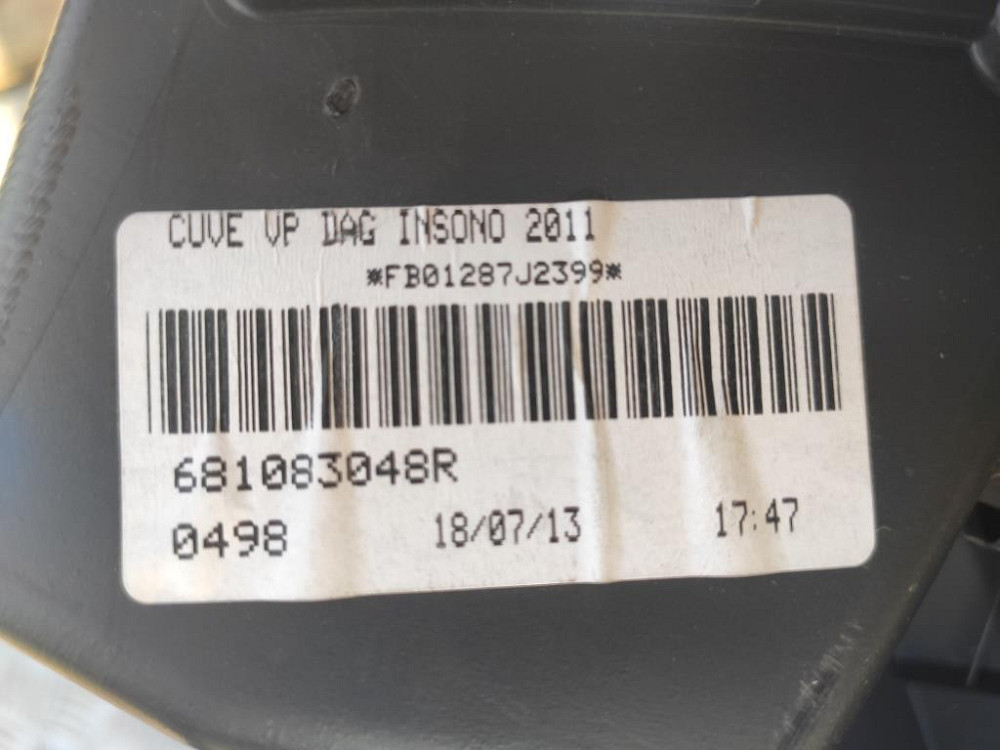 CUVE VP DAG INSONO 2011
*FB01287J2399*
681083048R
0498 18/07/13 17:47